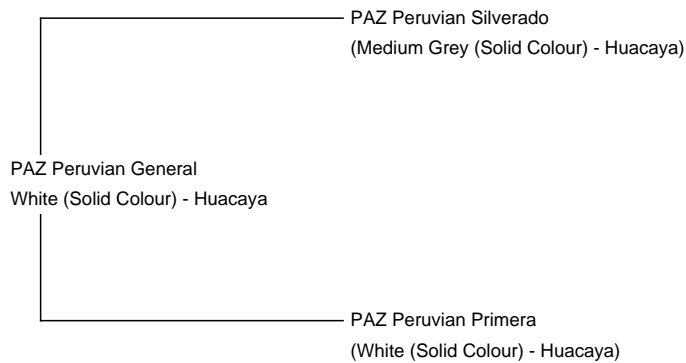 PAZ Peruvian Silverado
(Medium Grey (Solid Colour) - Huacaya)
PAZ Peruvian General
White (Solid Colour) - Huacaya
PAZ Peruvian Primera
(White (Solid Colour) - Huacaya)